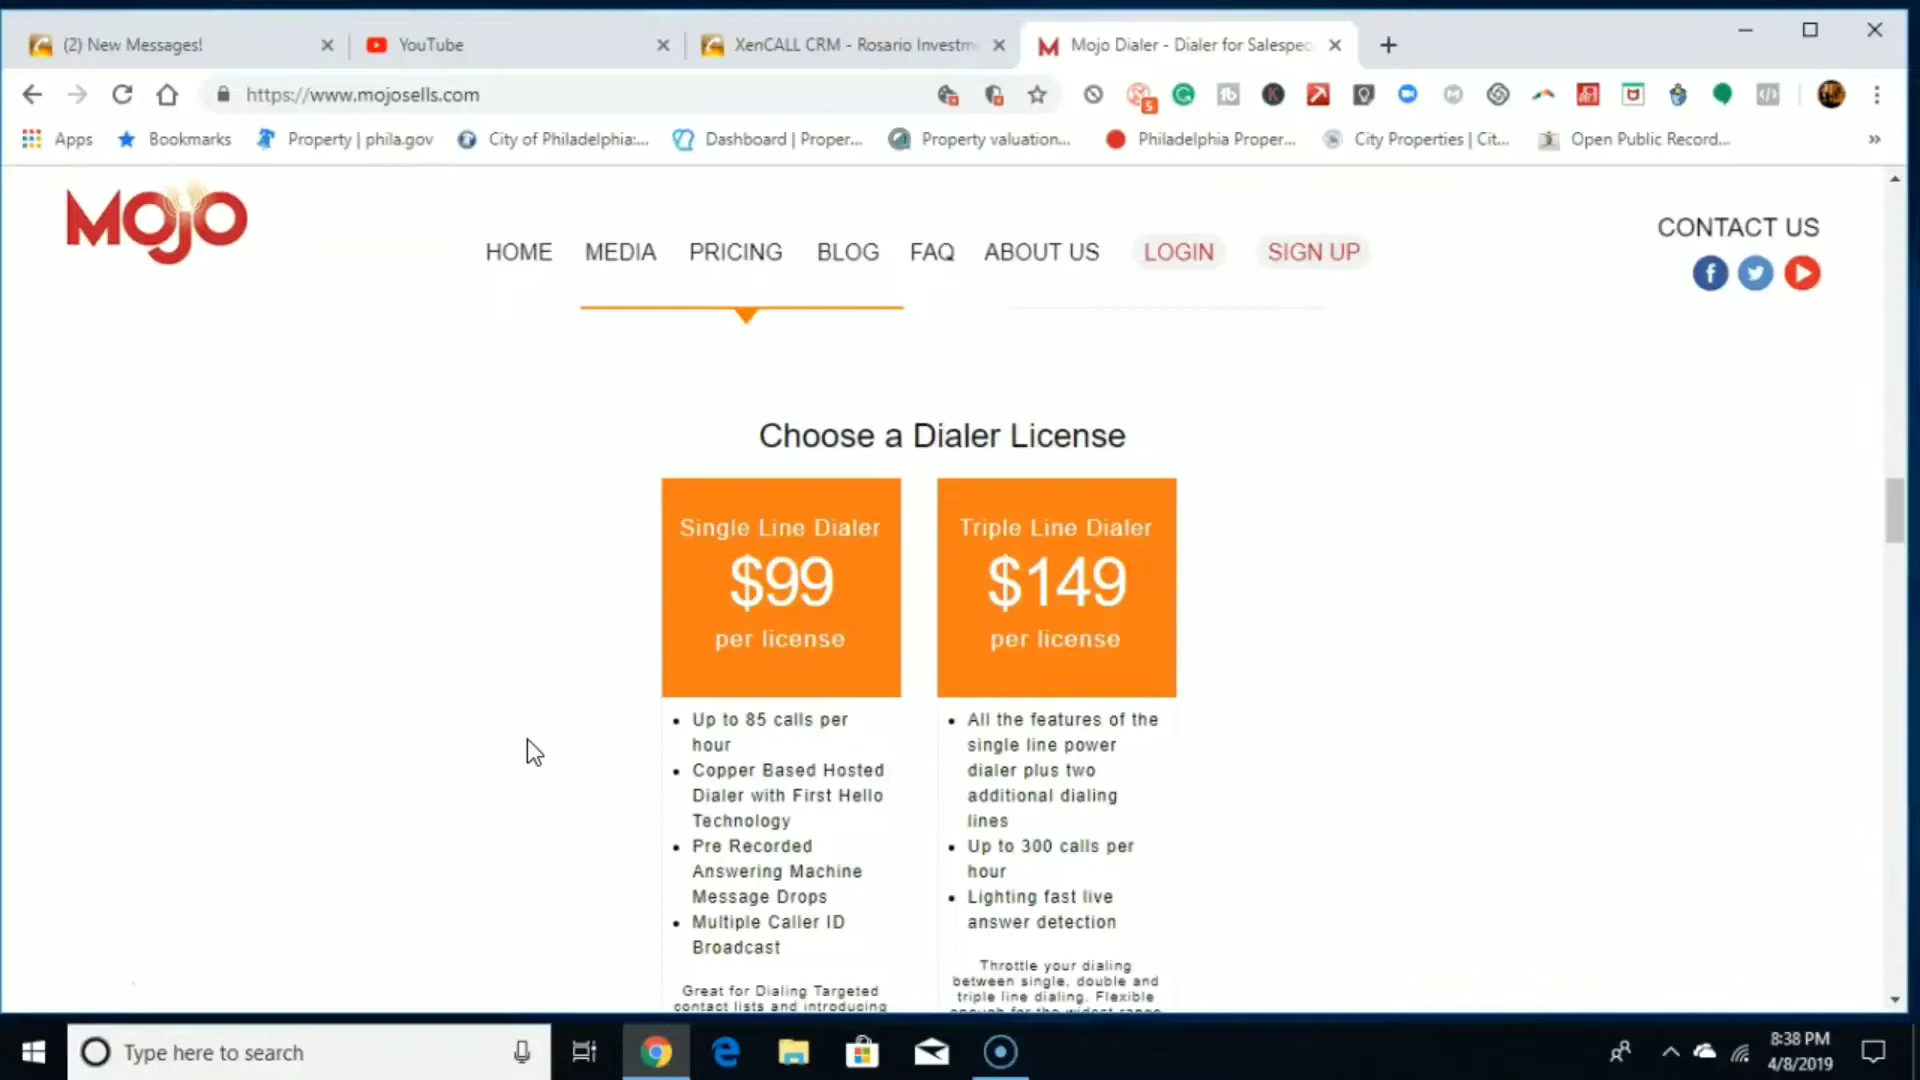 (2) New Messages!
YouTube
XenCALL CRM - Rosario Investm
Mojo Dialer - Dialer for Salespeo
https://www.mojosells.com
5
Apps
Bookmarks
Property | phila.gov
City of Philadelphia:...
Dashboard | Proper...
Property valuation...
Philadelphia Proper...
City Properties | Cit...
Open Public Record...
MOJO
HOME
MEDIA
PRICING
BLOG
FAQ
ABOUT US
LOGIN
SIGN UP
CONTACT US
Choose a Dialer License
Single Line Dialer
$99
per license
• Up to 85 calls per
hour
• Copper Based Hosted
Dialer with First Hello
Technology
• Pre Recorded
Answering Machine
Message Drops
• Multiple Caller ID
Broadcast
Great for Dialing Targeted
contact lists and introducing
Triple Line Dialer
$149
per license
• All the features of the
single line power
dialer plus two
additional dialing
lines
• Up to 300 calls per
hour
• Lighting fast live
answer detection
Throttle your dialing
between single, double and
triple line dialing. Flexible
enough for the widest range
Type here to search
8:38 PM
4/8/2019